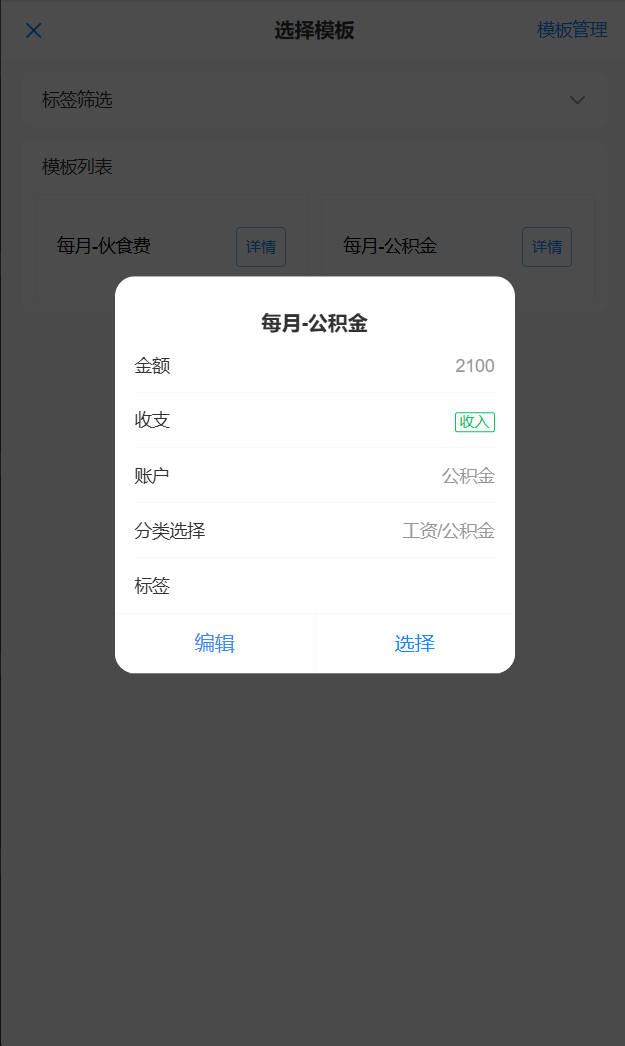 选择模板 模板管理
标签筛选
模板列表
每月-伙食费 详情 每月-公积金 详情
每月-公积金
金额 2100
收支 收入
账户 公积金
分类选择 工资/公积金
标签
编辑 选择